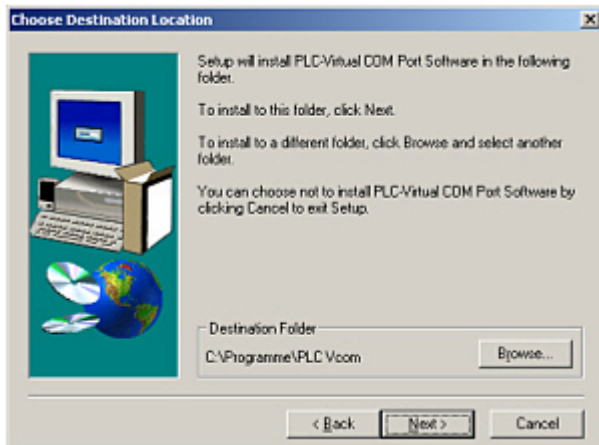 Choose Destination Location
Setup will install PLC-Virtual COM Port Software in the following
folder.
To install to this folder, click Next.
To install to a different folder, click Browse and select another
folder.
You can choose not to install PLC-Virtual COM Port Software by
clicking Cancel to exit Setup.
Destination Folder
C:\Programme\PLC Vcom
Browse...
< Back
Next >
Cancel